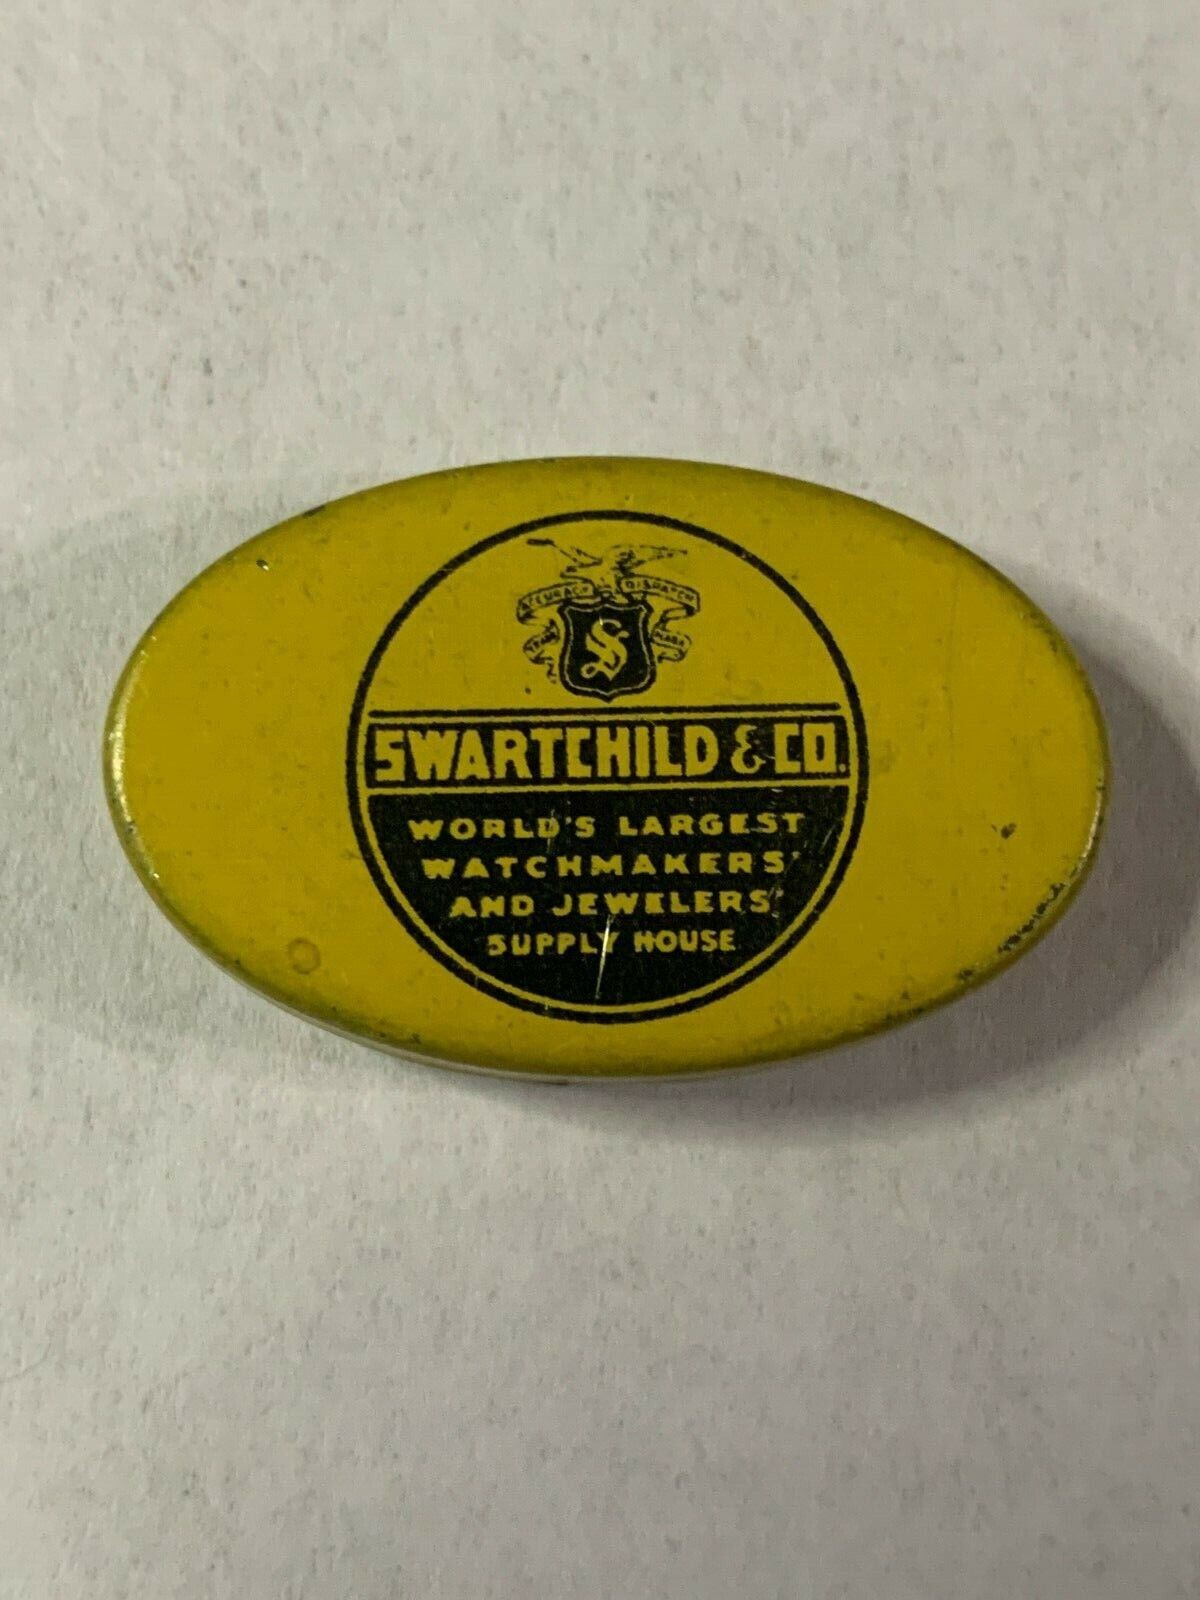 ACCURACY DISPATCH
TRADE MARK
S
SWARTCHILD & CO.
WORLD'S LARGEST
WATCHMAKERS'
AND JEWELERS'
SUPPLY HOUSE